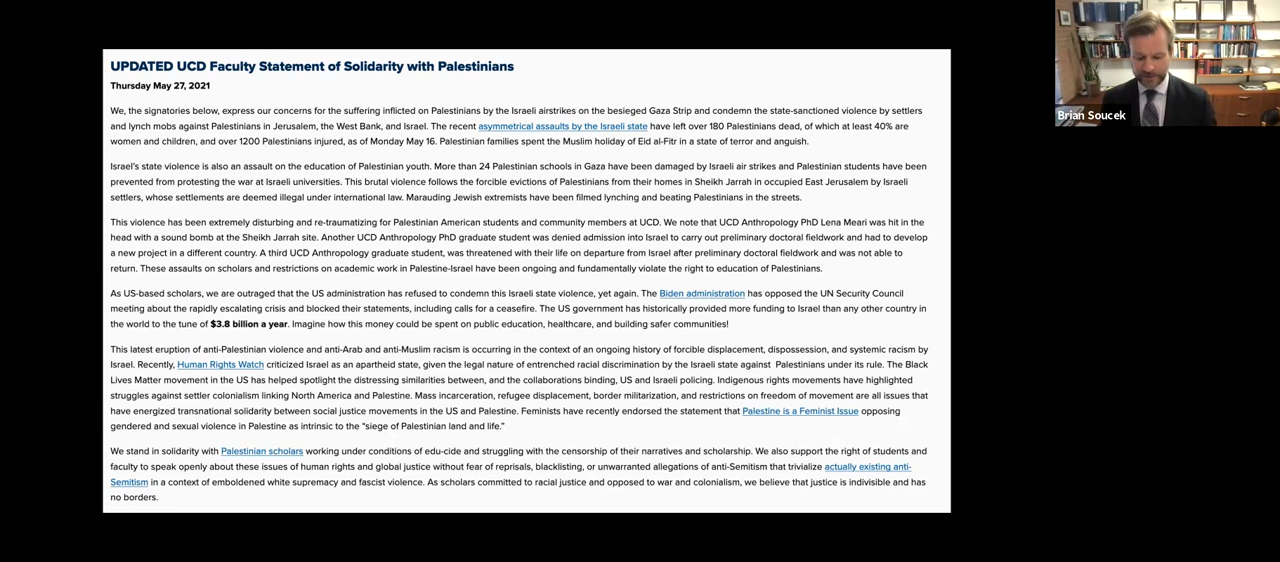 UPDATED UCD Faculty Statement of Solidarity with Palestinians
Thursday May 27, 2021
We, the signatories below, express our concerns for the suffering inflicted on Palestinians by the Israeli airstrikes on the besieged Gaza Strip and condemn the state-sanctioned violence by settlers
and lynch mobs against Palestinians in Jerusalem, the West Bank, and Israel. The recent asymmetrical assaults by the Israeli state have left over 180 Palestinians dead, of which at least 40% are
women and children, and over 1200 Palestinians injured, as of Monday May 16. Palestinian families spent the Muslim holiday of Eid al-Fitr in a state of terror and anguish.
Israel's state violence is also an assault on the education of Palestinian youth. More than 24 Palestinian schools in Gaza have been damaged by Israeli air strikes and Palestinian students have been
prevented from protesting the war at Israeli universities. This brutal violence follows the forcible evictions of Palestinians from their homes in Sheikh Jarrah in occupied East Jerusalem by Israeli
settlers, whose settlements are deemed illegal under international law. Marauding Jewish extremists have been filmed lynching and beating Palestinians in the streets.
This violence has been extremely disturbing and re-traumatizing for Palestinian American students and community members at UCD. We note that UCD Anthropology PhD Lena Meari was hit in the
head with a sound bomb at the Sheikh Jarrah site. Another UCD Anthropology PhD graduate student was denied admission into Israel to carry out preliminary doctoral fieldwork and had to develop
a new project in a different country. A third UCD Anthropology graduate student, was threatened with their life on departure from Israel after preliminary doctoral fieldwork and was not able to
return. These assaults on scholars and restrictions on academic work in Palestine-Israel have been ongoing and fundamentally violate the right to education of Palestinians.
As US-based scholars, we are outraged that the US administration has refused to condemn this Israeli state violence, yet again. The Biden administration has opposed the UN Security Council
meeting about the rapidly escalating crisis and blocked their statements, including calls for a ceasefire. The US government has historically provided more funding to Israel than any other country in
the world to the tune of $3.8 billion a year. Imagine how this money could be spent on public education, healthcare, and building safer communities!
This latest eruption of anti-Palestinian violence and anti-Arab and anti-Muslim racism is occurring in the context of an ongoing history of forcible displacement, dispossession, and systemic racism by
Israel. Recently, Human Rights Watch criticized Israel as an apartheid state, given the legal nature of entrenched racial discrimination by the Israeli state against Palestinians under its rule. The Black
Lives Matter movement in the US has helped spotlight the distressing similarities between, and the collaborations binding, US and Israeli policing. Indigenous rights movements have highlighted
struggles against settler colonialism linking North America and Palestine. Mass incarceration, refugee displacement, border militarization, and restrictions on freedom of movement are all issues that
have energized transnational solidarity between social justice movements in the US and Palestine. Feminists have recently endorsed the statement that Palestine is a Feminist Issue opposing
gendered and sexual violence in Palestine as intrinsic to the "siege of Palestinian land and life."
We stand in solidarity with Palestinian scholars working under conditions of edu-cide and struggling with the censorship of their narratives and scholarship. We also support the right of students and
faculty to speak openly about these issues of human rights and global justice without fear of reprisals, blacklisting, or unwarranted allegations of anti-Semitism that trivialize actually existing anti-
Semitism in a context of emboldened white supremacy and fascist violence. As scholars committed to racial justice and opposed to war and colonialism, we believe that justice is indivisible and has
no borders.
Brian Soucek